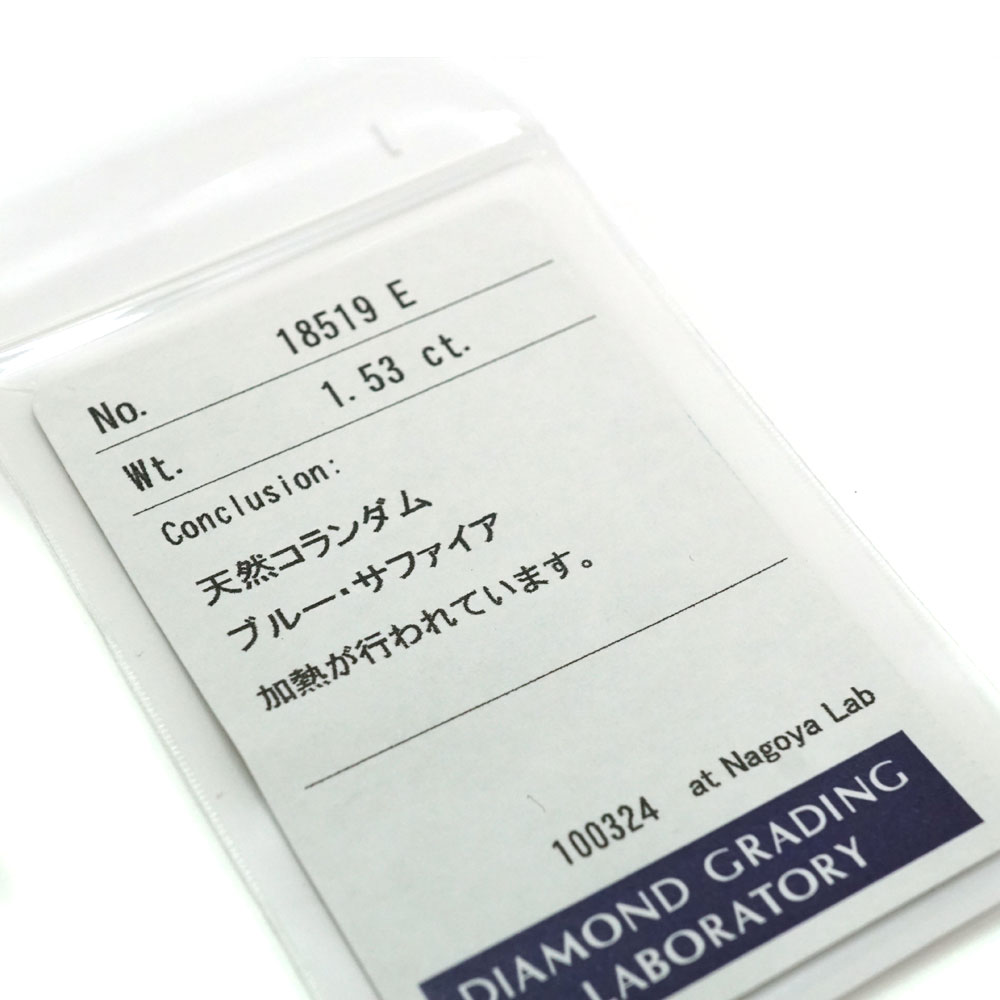 No. 18519 E
Wt. 1.53 ct.
Conclusion:
天然コランダム
ブルー・サファイア
加熱が行われています。
100324 at Nagoya Lab
DIAMOND GRADING
LABORATORY